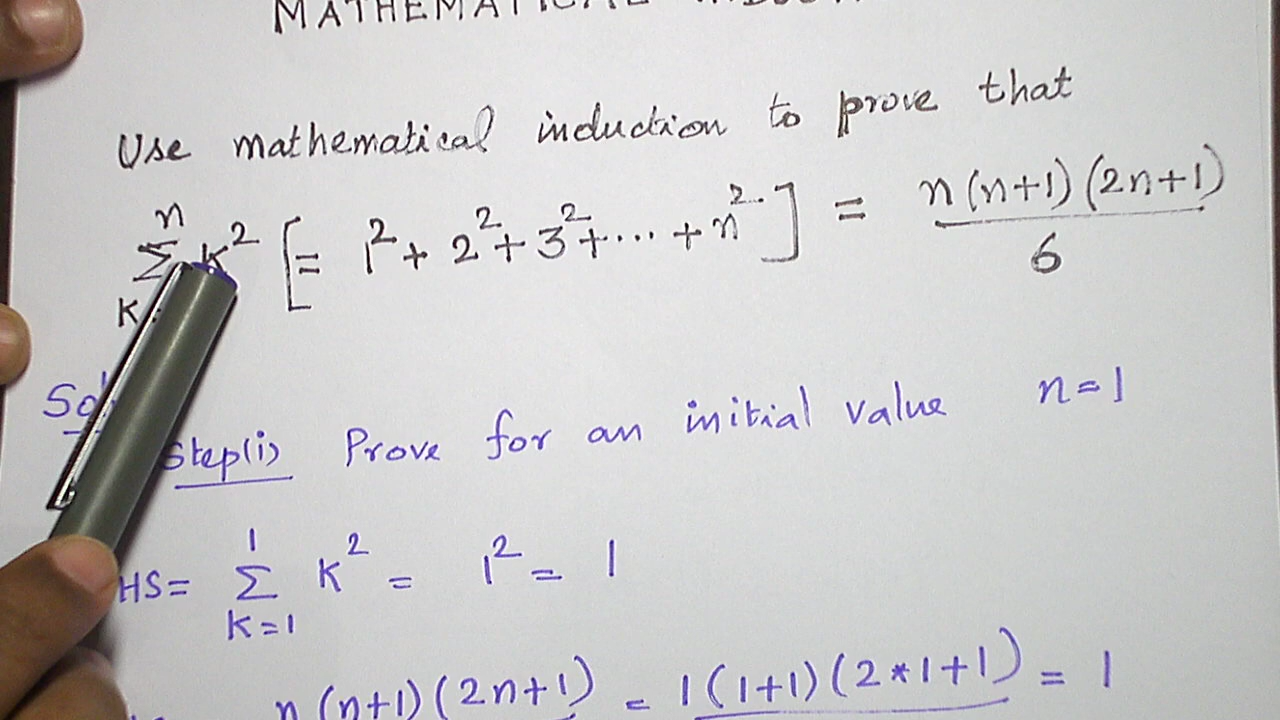 MATHEMATICAL
Use mathematical induction to prove that
n
Σ k² [= 1² + 2² + 3² + ... + n²..] = n(n+1)(2n+1)
K 6
Step(i) Prove for an initial value n=1
HS= Σ k² = 1² = 1
1
K=1
n(n+1)(2n+1) = 1(1+1)(2*1+1) = 1